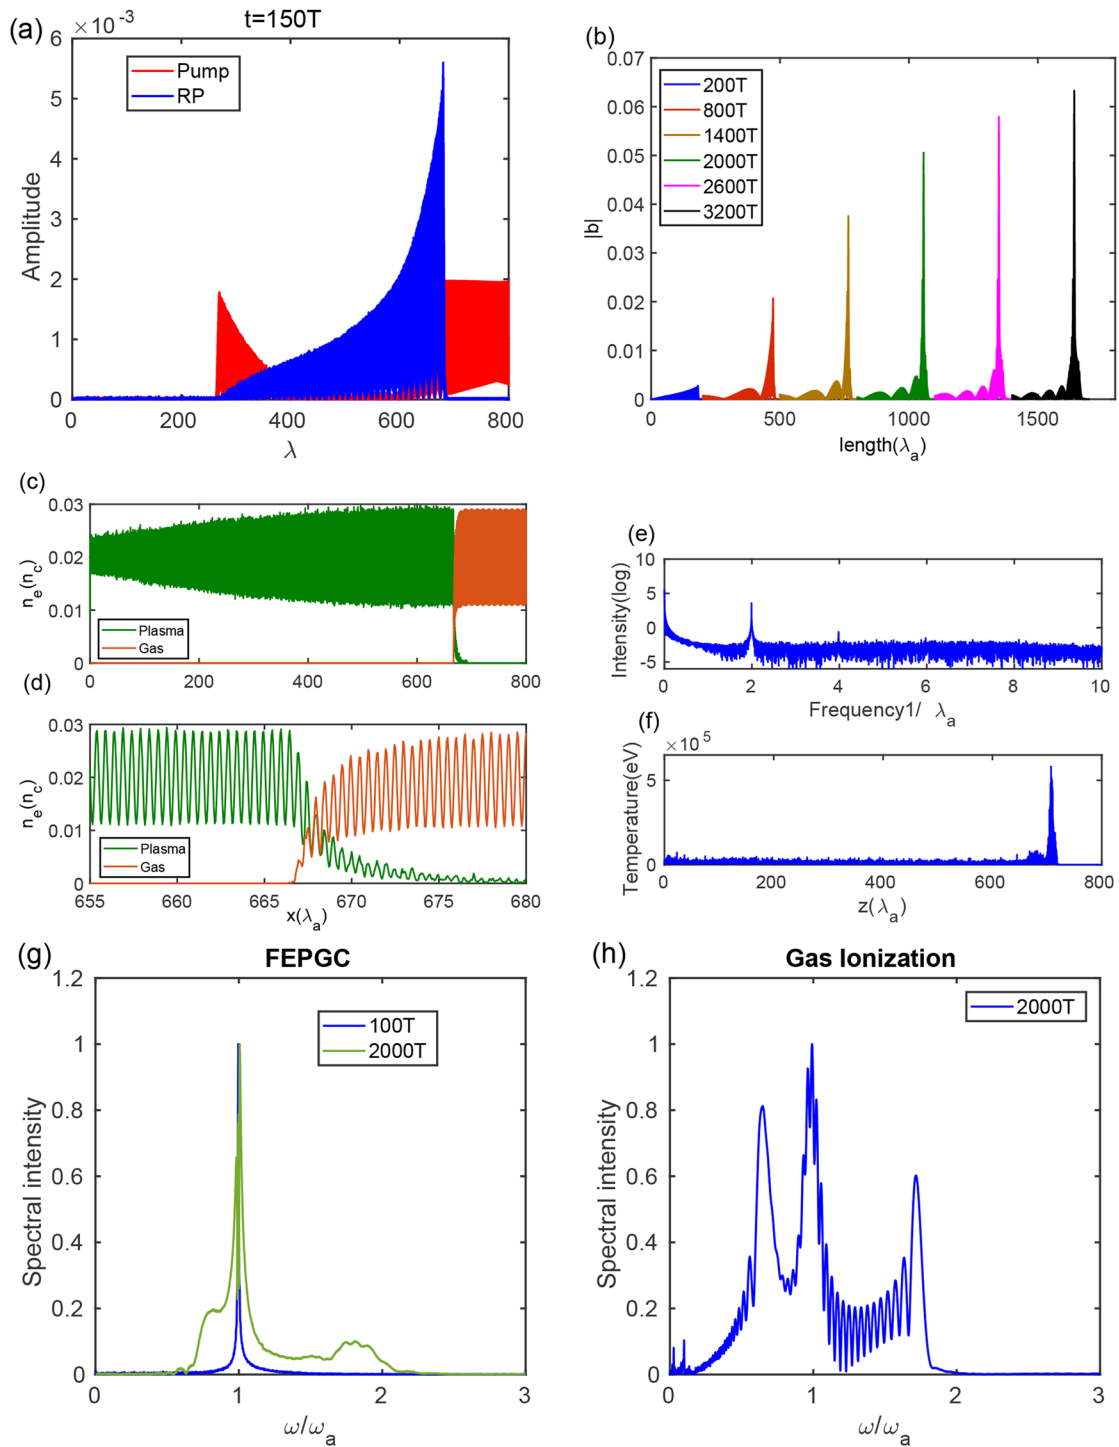 (a)
t=150T
×10⁻³
Pump
RP
Amplitude
6
5
4
3
2
1
0
0 200 400 600 800
λ
(b)
0.07
0.06
0.05
0.04
0.03
0.02
0.01
0
|b|
200T
800T
1400T
2000T
2600T
3200T
0 500 1000 1500
length(λa)
(c)
0.03
0.02
0.01
0
ne(nc)
Plasma
Gas
0 200 400 600 800
(d)
0.03
0.02
0.01
0
ne(nc)
Plasma
Gas
655 660 665 670 675 680
x(λa)
(e)
10
5
0
-5
Intensity(log)
0 2 4 6 8 10
Frequency1/ λa
(f)
×10⁵
5
0
Temperature(eV)
0 200 400 600 800
z(λa)
(g)
FEPGC
1.2
1
0.8
0.6
0.4
0.2
0
Spectral intensity
100T
2000T
0 1 2 3
ω/ωa
(h)
Gas Ionization
1.2
1
0.8
0.6
0.4
0.2
0
Spectral intensity
2000T
0 1 2 3
ω/ωa